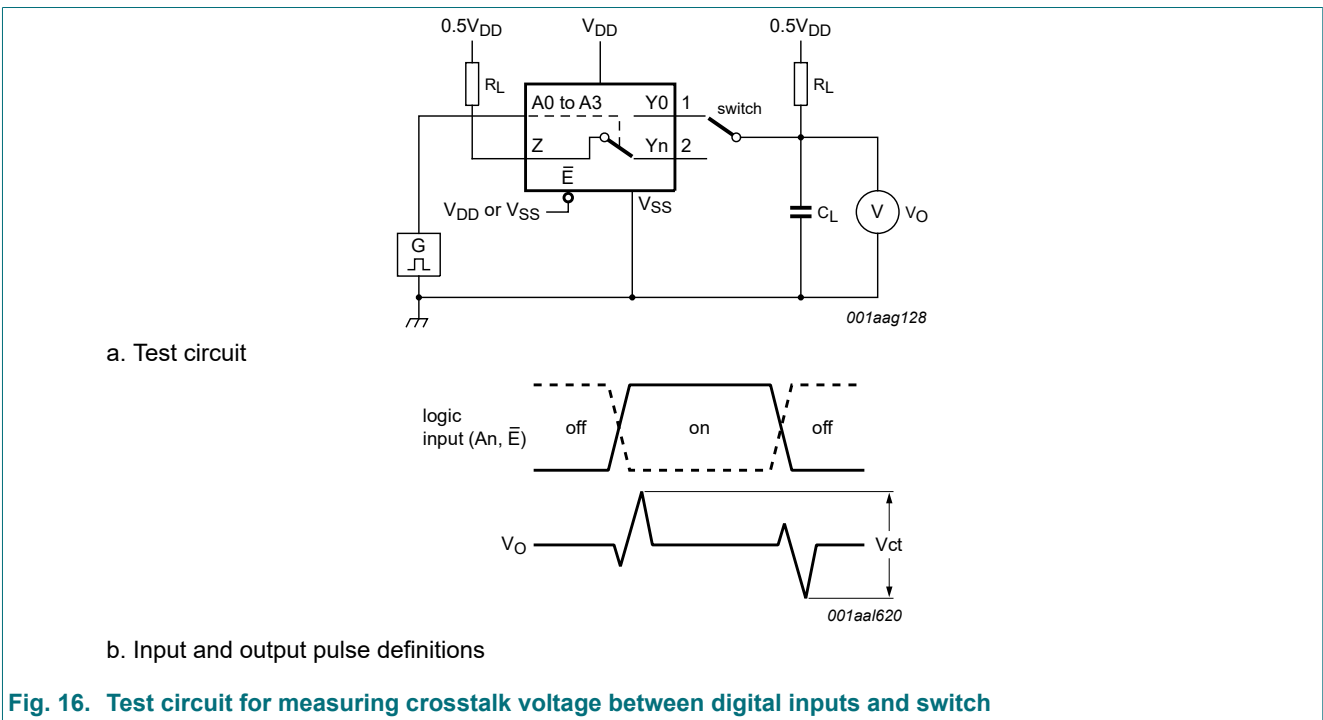 0.5VDD VDD 0.5VDD
RL RL
A0 to A3 Y0 1 switch
Z Yn 2
E̅
VDD or VSS VSS CL V VO
G
001aag128
a. Test circuit
logic
input (An, E̅) off on off
VO Vct
001aal620
b. Input and output pulse definitions
Fig. 16. Test circuit for measuring crosstalk voltage between digital inputs and switch